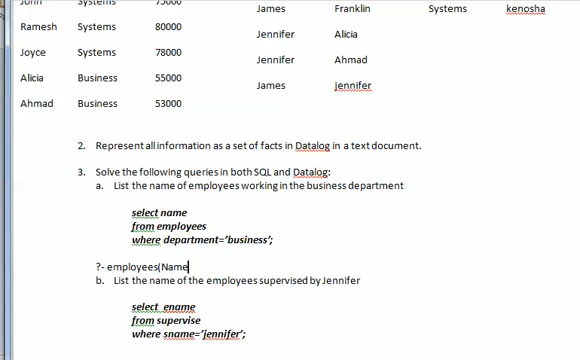 John Systems 75000
James Franklin Systems kenosha
Ramesh Systems 80000
Jennifer Alicia
Joyce Systems 78000
Jennifer Ahmad
Alicia Business 55000
James jennifer
Ahmad Business 53000
2. Represent all information as a set of facts in Datalog in a text document.
3. Solve the following queries in both SQL and Datalog:
a. List the name of employees working in the business department
select name
from employees
where department='business';
?- employees(Name
b. List the name of the employees supervised by Jennifer
select ename
from supervise
where sname='jennifer';